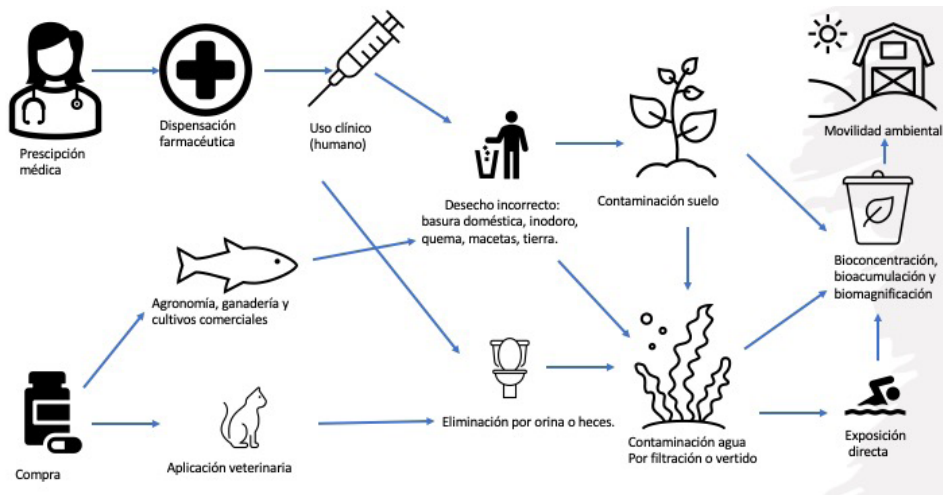 Prescipción
médica
Dispensación
farmacéutica
Uso clínico
(humano)
Desecho incorrecto:
basura doméstica, inodoro,
quema, macetas, tierra.
Contaminación suelo
Movilidad ambiental
Bioconcentración,
bioacumulación y
biomagnificación
Agronomía, ganadería y
cultivos comerciales
Compra
Aplicación veterinaria
Eliminación por orina o heces.
Contaminación agua
Por filtración o vertido
Exposición
directa